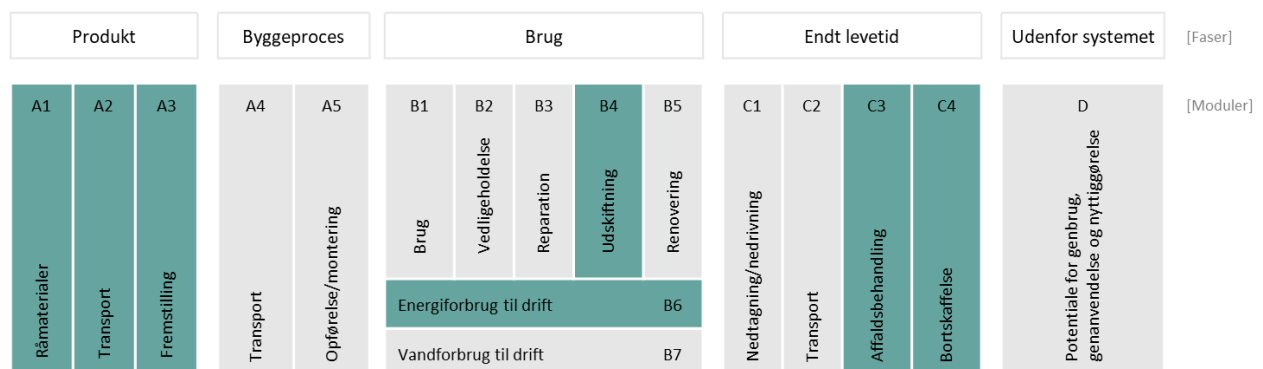 Produkt
Byggeproces
Brug
Endt levetid
Udenfor systemet
[Faser]
A1
A2
A3
A4
A5
B1
B2
B3
B4
B5
C1
C2
C3
C4
D
[Moduler]
Råmaterialer
Transport
Fremstilling
Transport
Opførelse/montering
Brug
Vedligeholdelse
Reparation
Udskiftning
Renovering
Energiforbrug til drift B6
Vandforbrug til drift B7
Nedtagning/nedrivning
Transport
Affaldsbehandling
Bortskaffelse
Potentiale for genbrug,
genanvendelse og nyttiggørelse